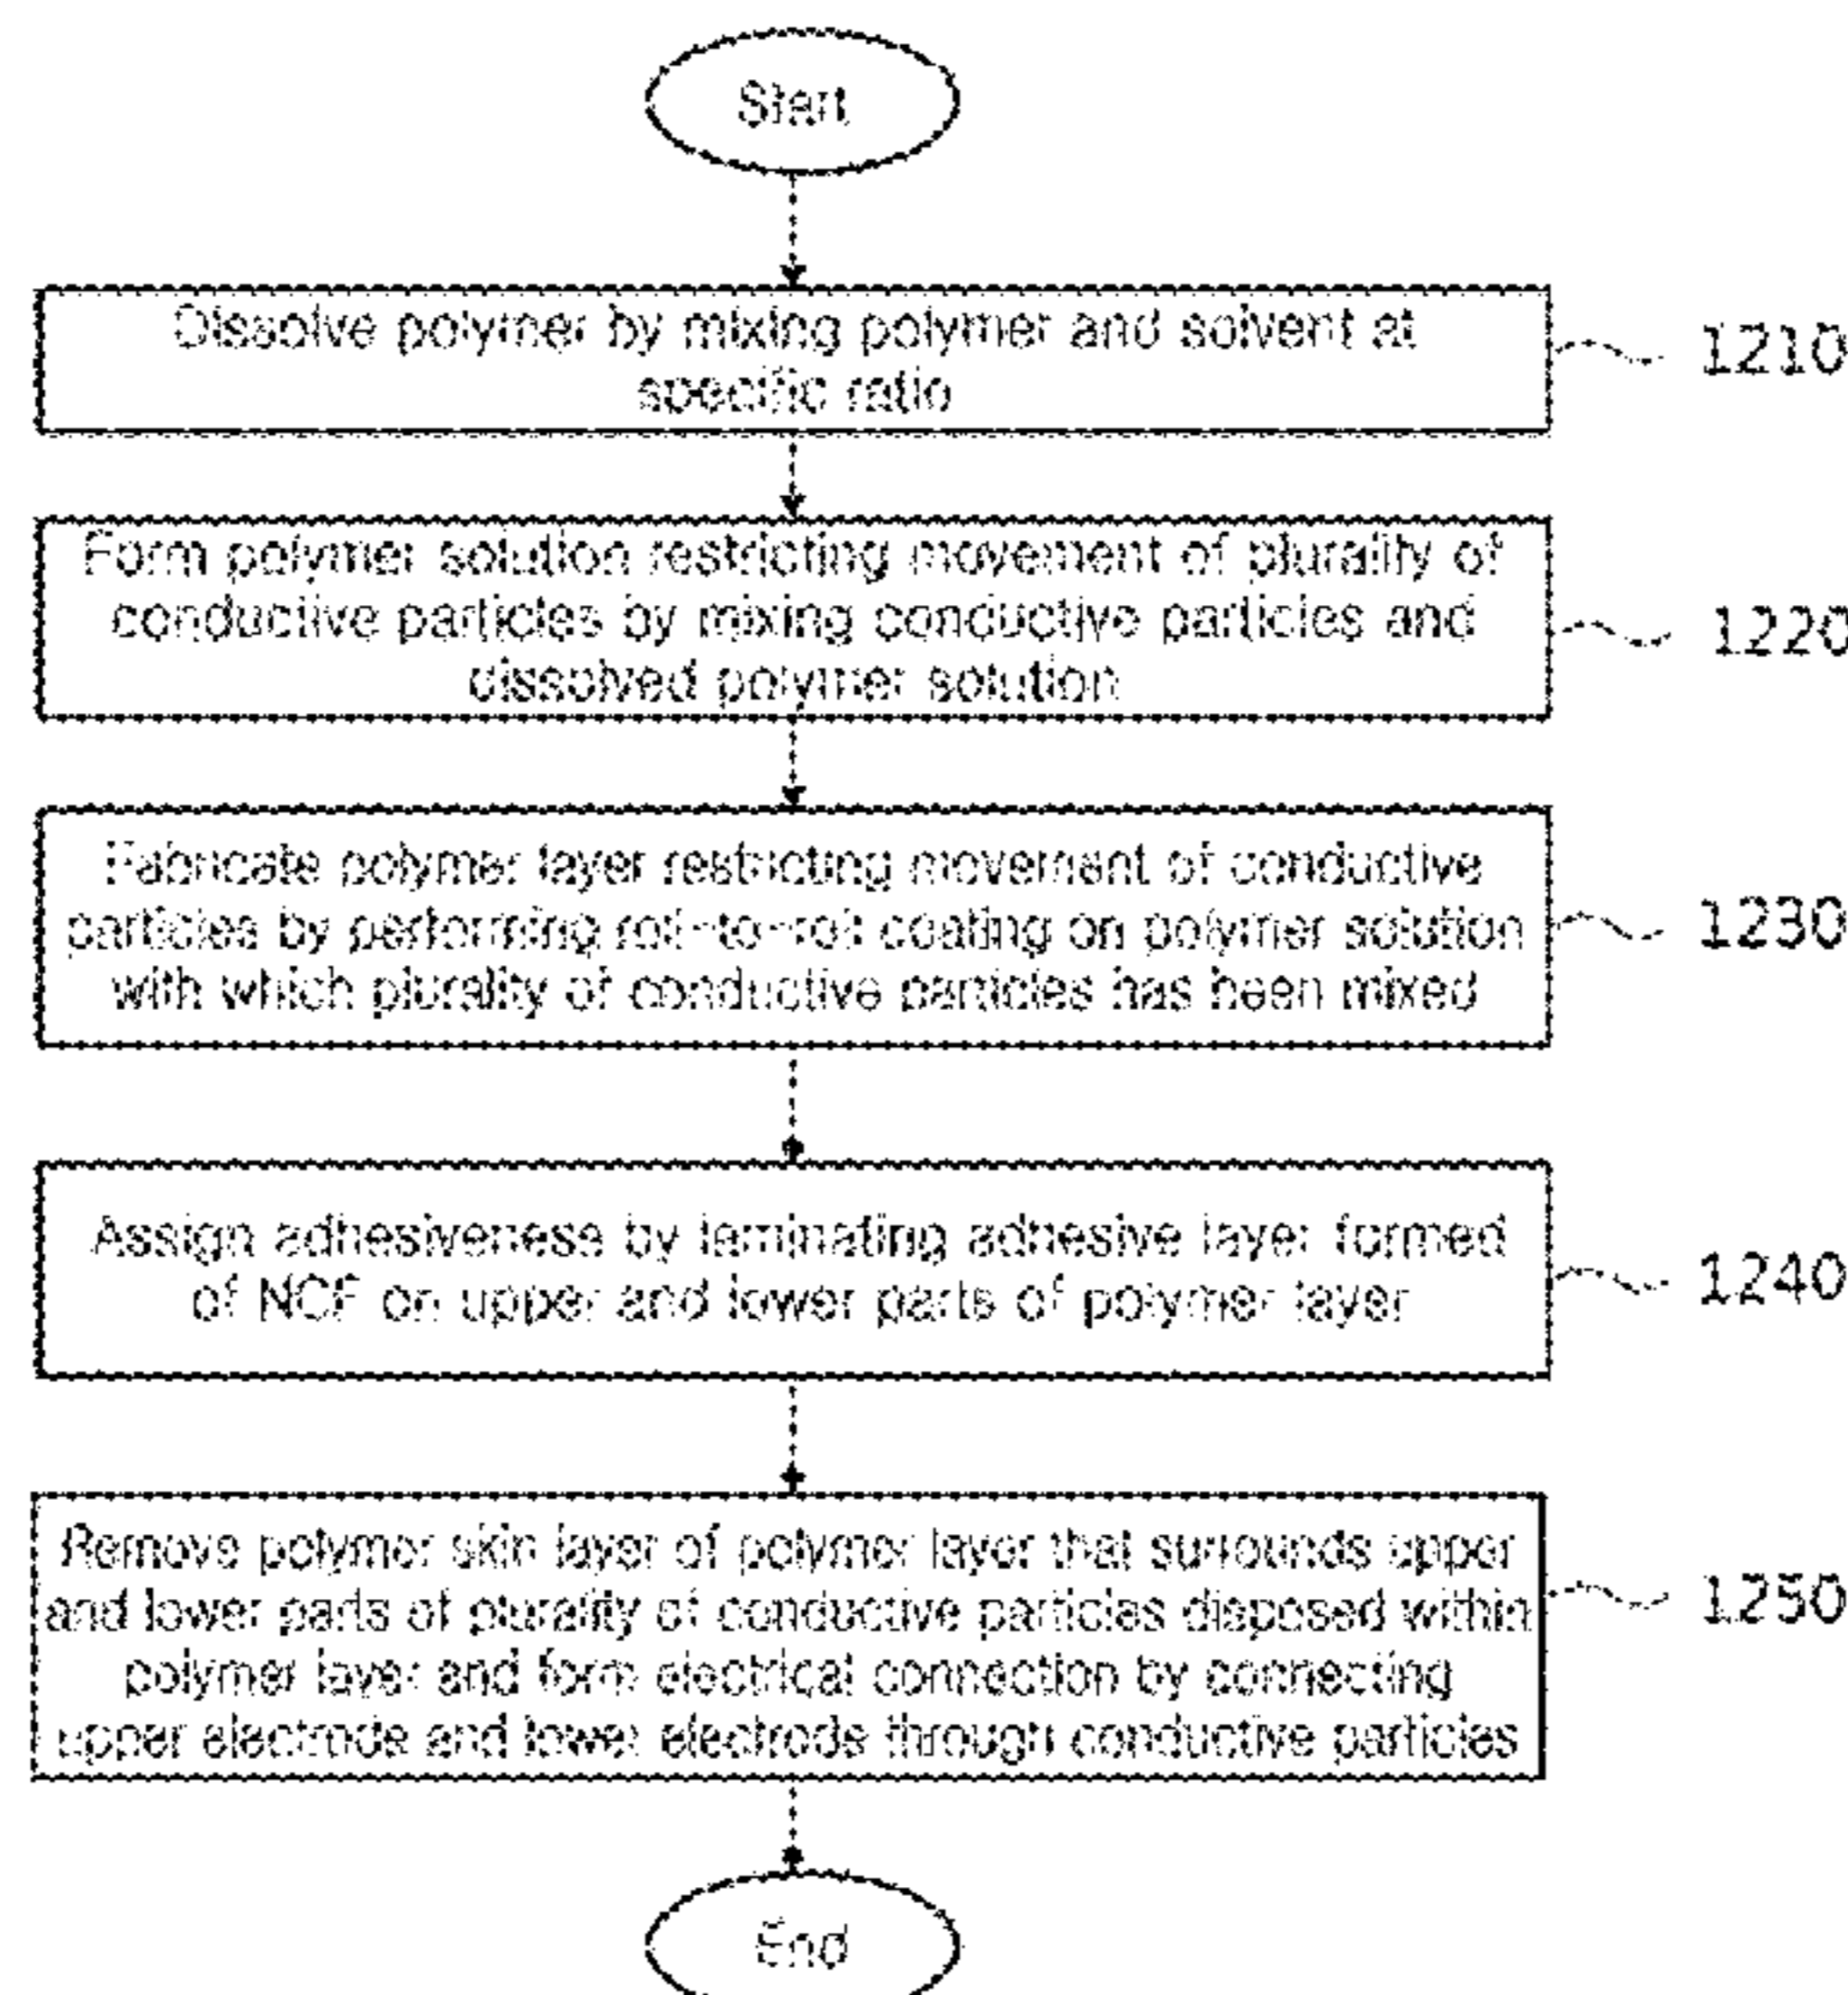 Start
Dissolve polymer by mixing polymer and solvent at
specific ratio
1210
Form polymer solution restricting movement of plurality of
conductive particles by mixing conductive particles and
dissolved polymer solution
1220
Fabricate polymer layer restricting movement of conductive
particles by performing roll-to-roll coating on polymer solution
with which plurality of conductive particles has been mixed
1230
Assign adhesiveness by laminating adhesive layer formed
of NCF on upper and lower parts of polymer layer
1240
Remove polymer skin layer of polymer layer that surrounds upper
and lower parts of plurality of conductive particles disposed within
polymer layer and form electrical connection by connecting
upper electrode and lower electrode through conductive particles
1250
End